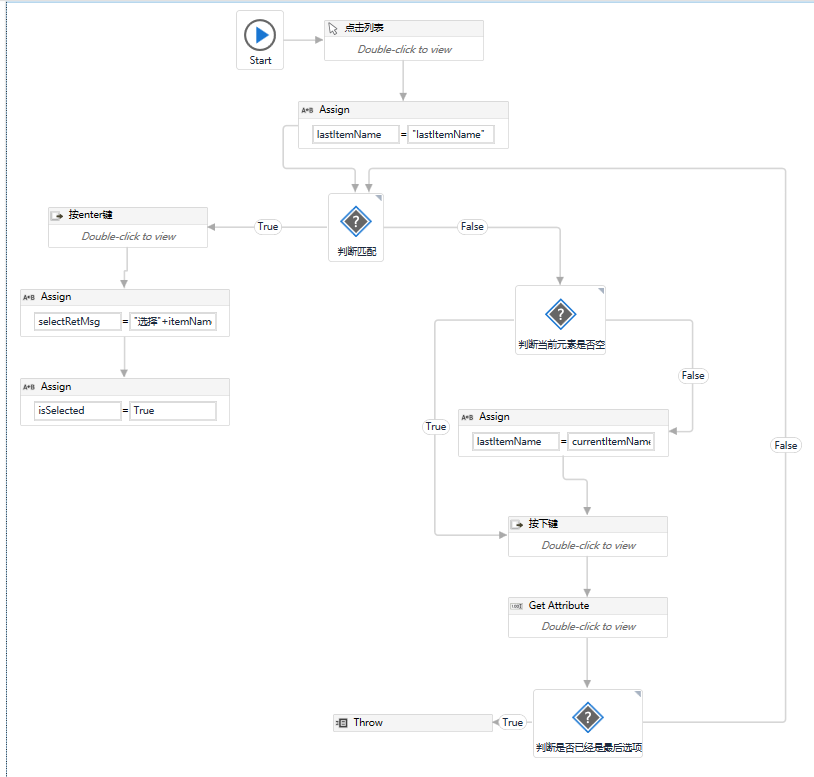 Start
点击列表
Double-click to view
Assign
lastItemName = "lastItemName"
判断匹配
True
False
按enter键
Double-click to view
Assign
selectRetMsg = "选择"+itemNam
Assign
isSelected = True
判断当前元素是否空
True
False
Assign
lastItemName = currentItemName
False
按下键
Double-click to view
Get Attribute
Double-click to view
判断是否已经是最后选项
True
Throw